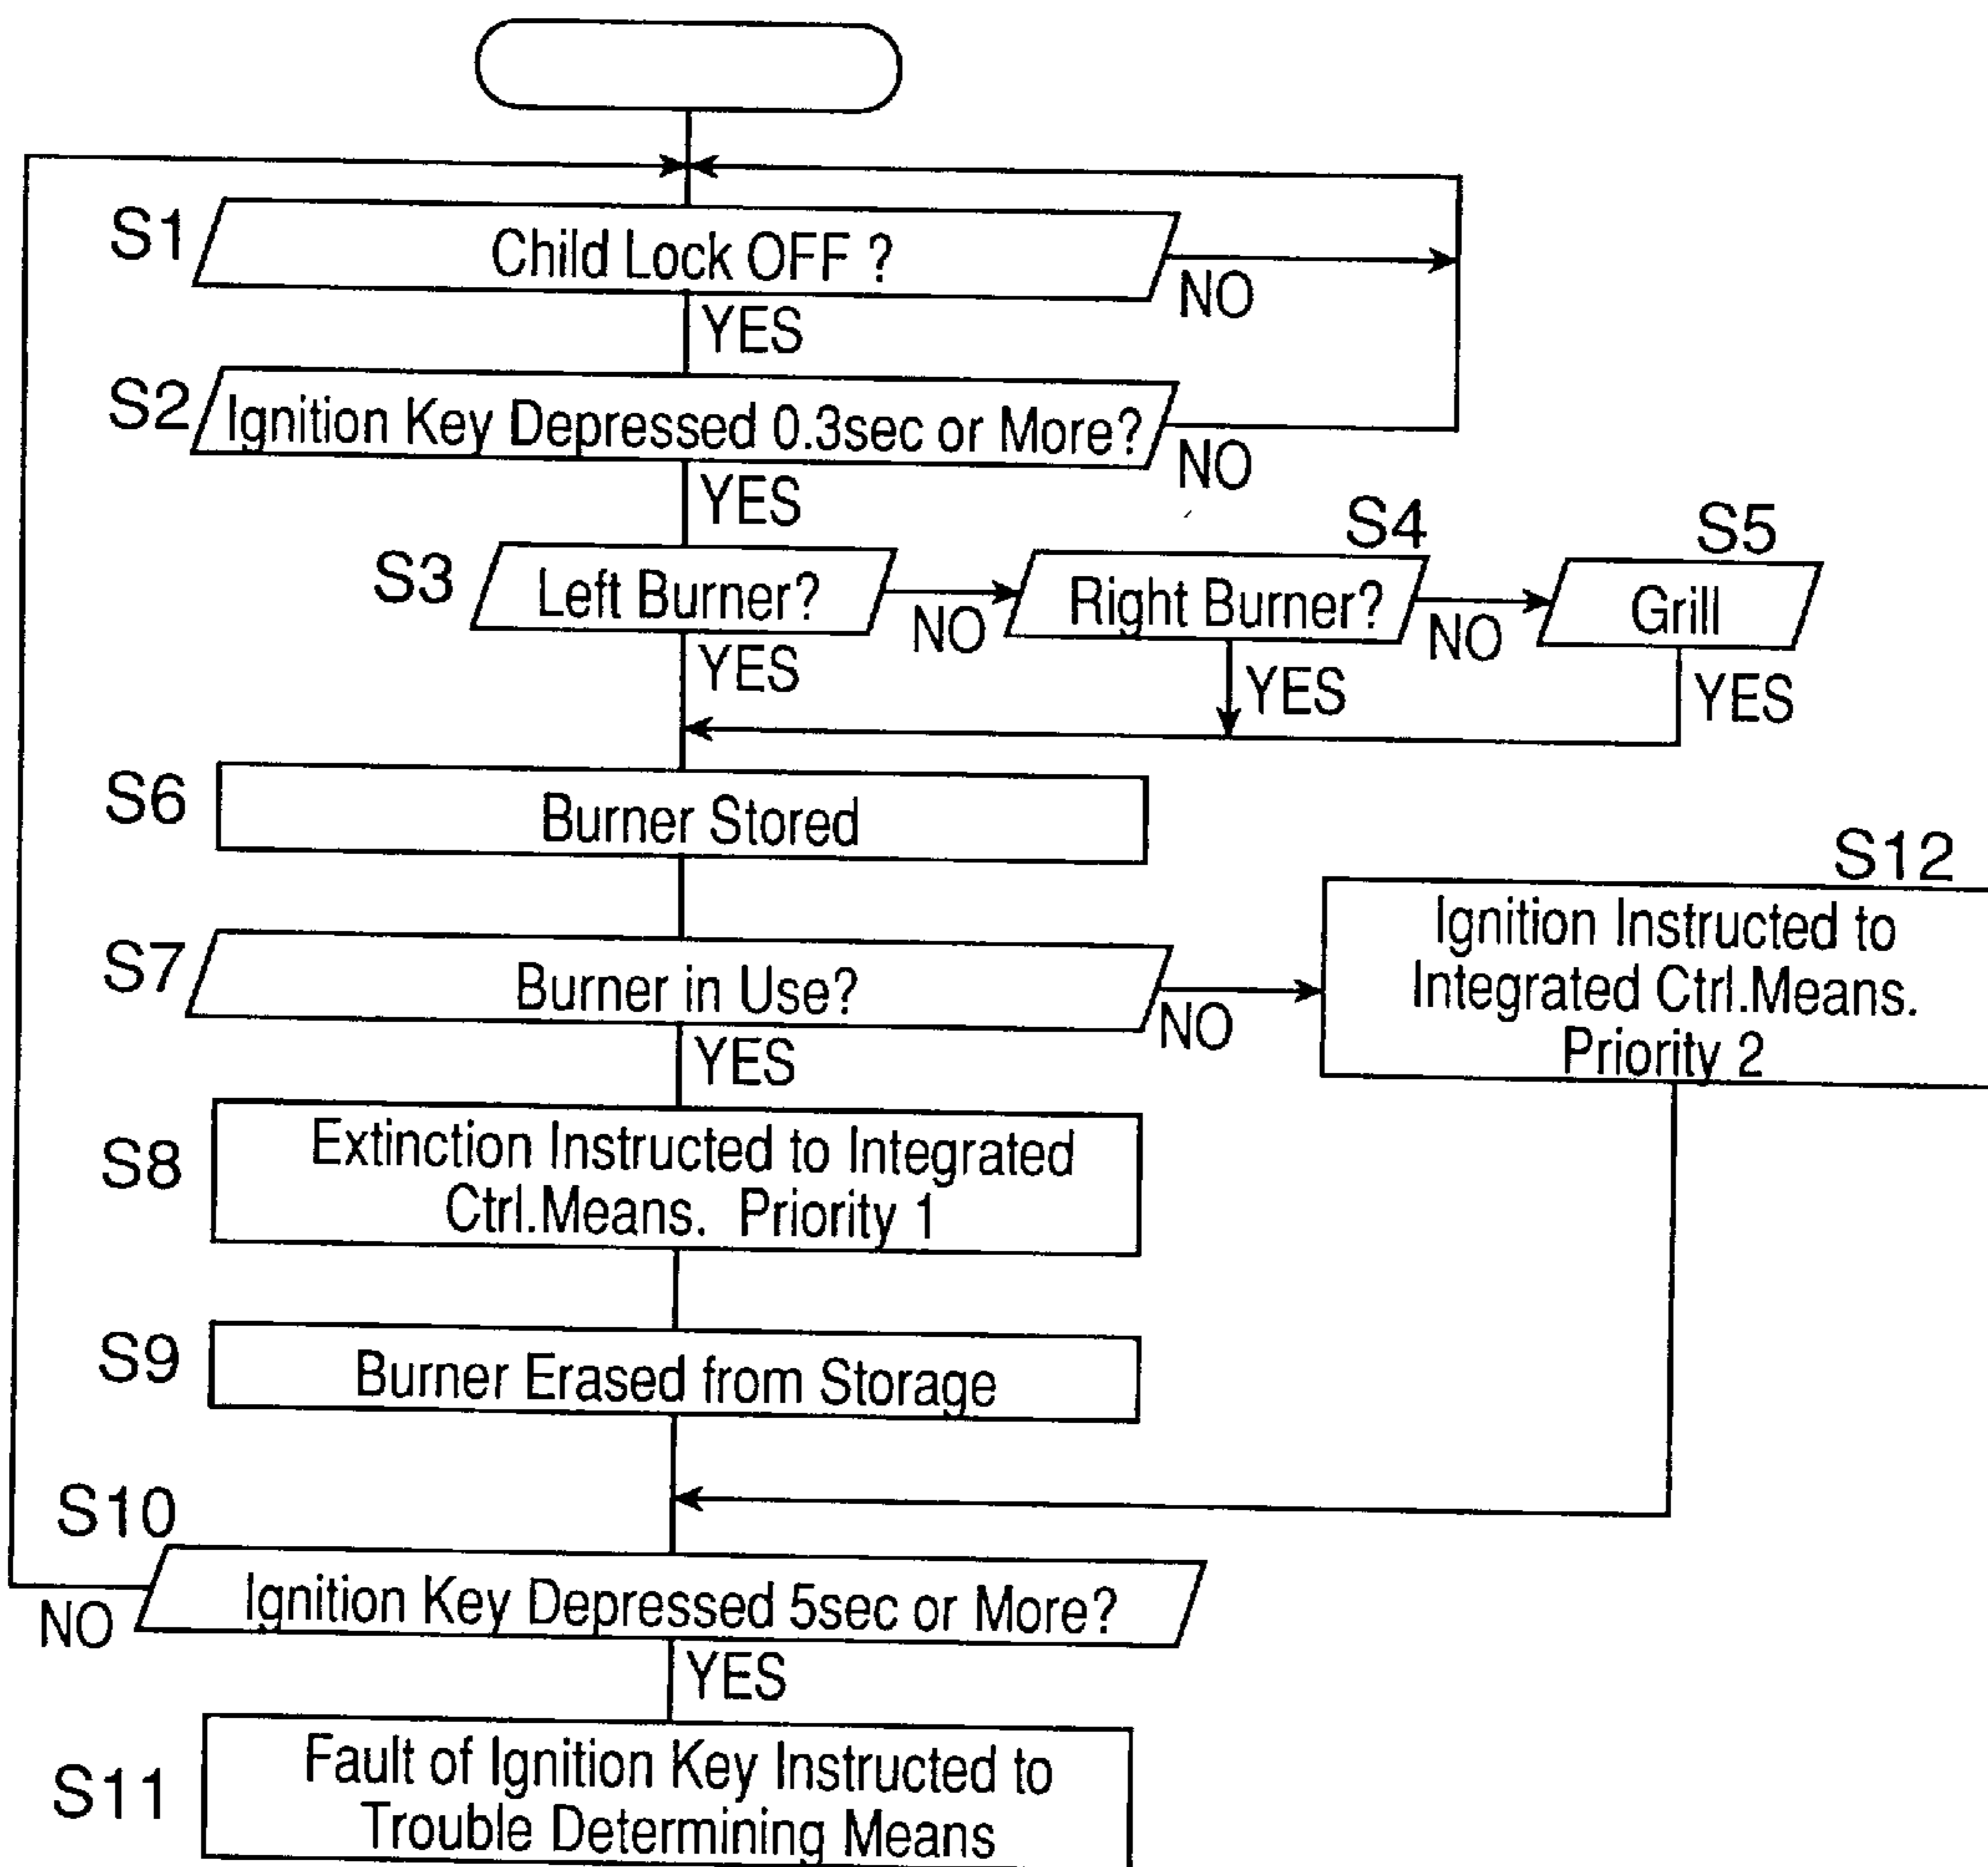 S1
Child Lock OFF ?
NO
YES
S2
Ignition Key Depressed 0.3sec or More?
NO
YES
S3
Left Burner?
NO
YES
S4
Right Burner?
NO
YES
S5
Grill
YES
S6
Burner Stored
S7
Burner in Use?
NO
YES
S12
Ignition Instructed to
Integrated Ctrl.Means.
Priority 2
S8
Extinction Instructed to Integrated
Ctrl.Means. Priority 1
S9
Burner Erased from Storage
S10
Ignition Key Depressed 5sec or More?
NO
YES
S11
Fault of Ignition Key Instructed to
Trouble Determining Means